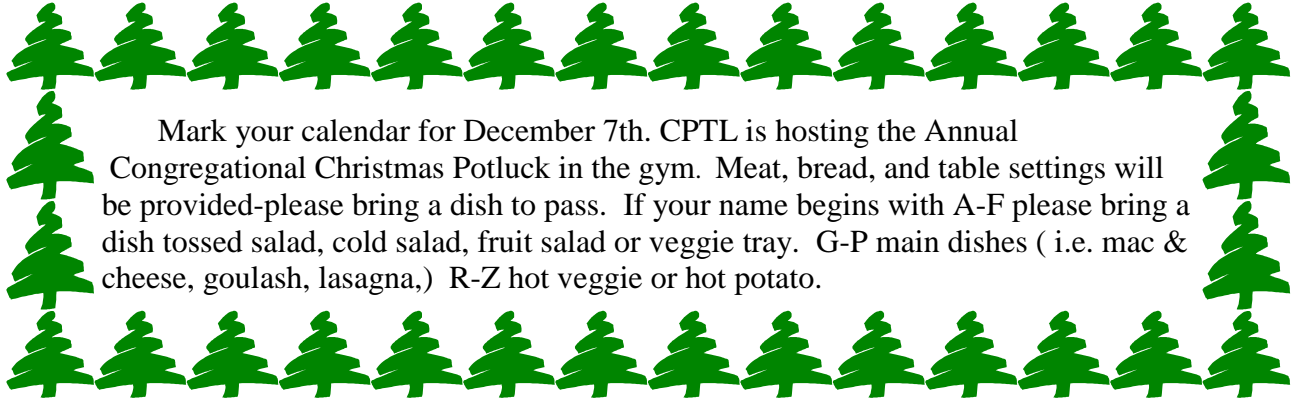 Mark your calendar for December 7th. CPTL is hosting the Annual
Congregational Christmas Potluck in the gym. Meat, bread, and table settings will
be provided-please bring a dish to pass. If your name begins with A-F please bring a
dish tossed salad, cold salad, fruit salad or veggie tray. G-P main dishes ( i.e. mac &
cheese, goulash, lasagna,) R-Z hot veggie or hot potato.